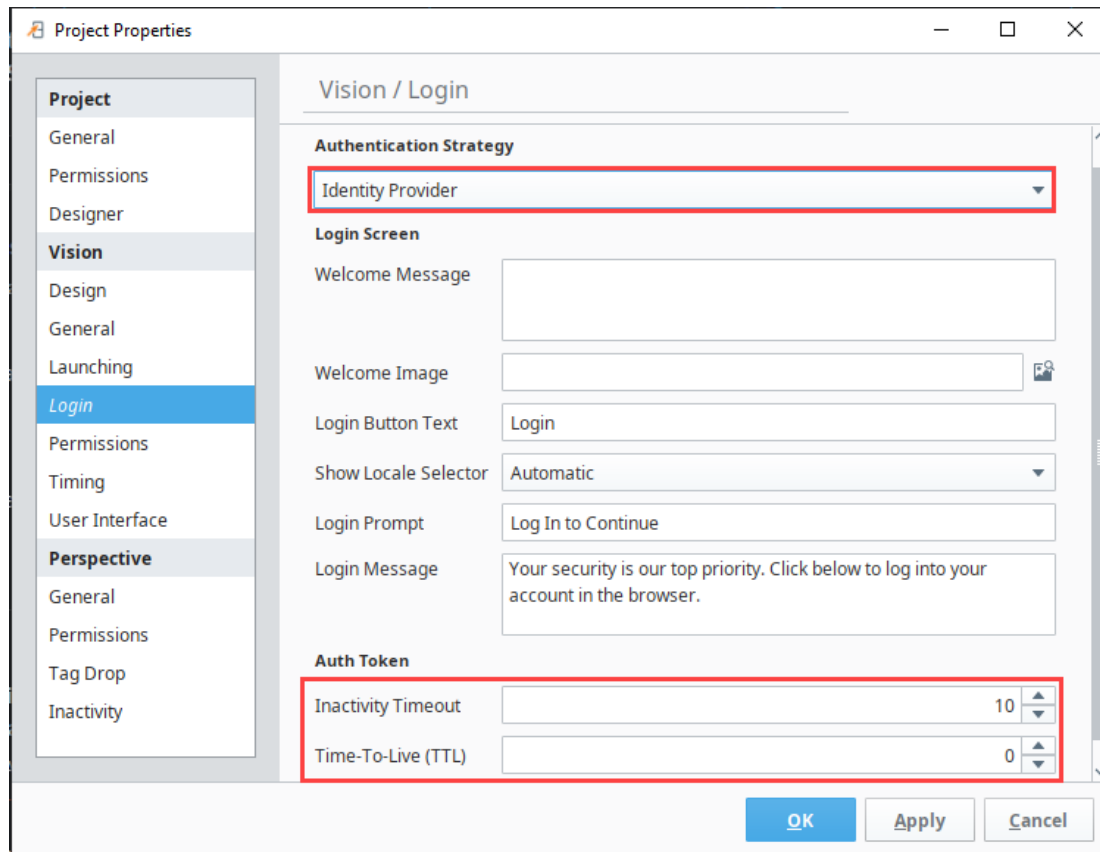 Project Properties
Project
General
Permissions
Designer
Vision
Design
General
Launching
Login
Permissions
Timing
User Interface
Perspective
General
Permissions
Tag Drop
Inactivity
Vision / Login
Authentication Strategy
Identity Provider
Login Screen
Welcome Message
Welcome Image
Login Button Text Login
Show Locale Selector Automatic
Login Prompt Log In to Continue
Login Message Your security is our top priority. Click below to log into your
account in the browser.
Auth Token
Inactivity Timeout 10
Time-To-Live (TTL) 0
OK Apply Cancel